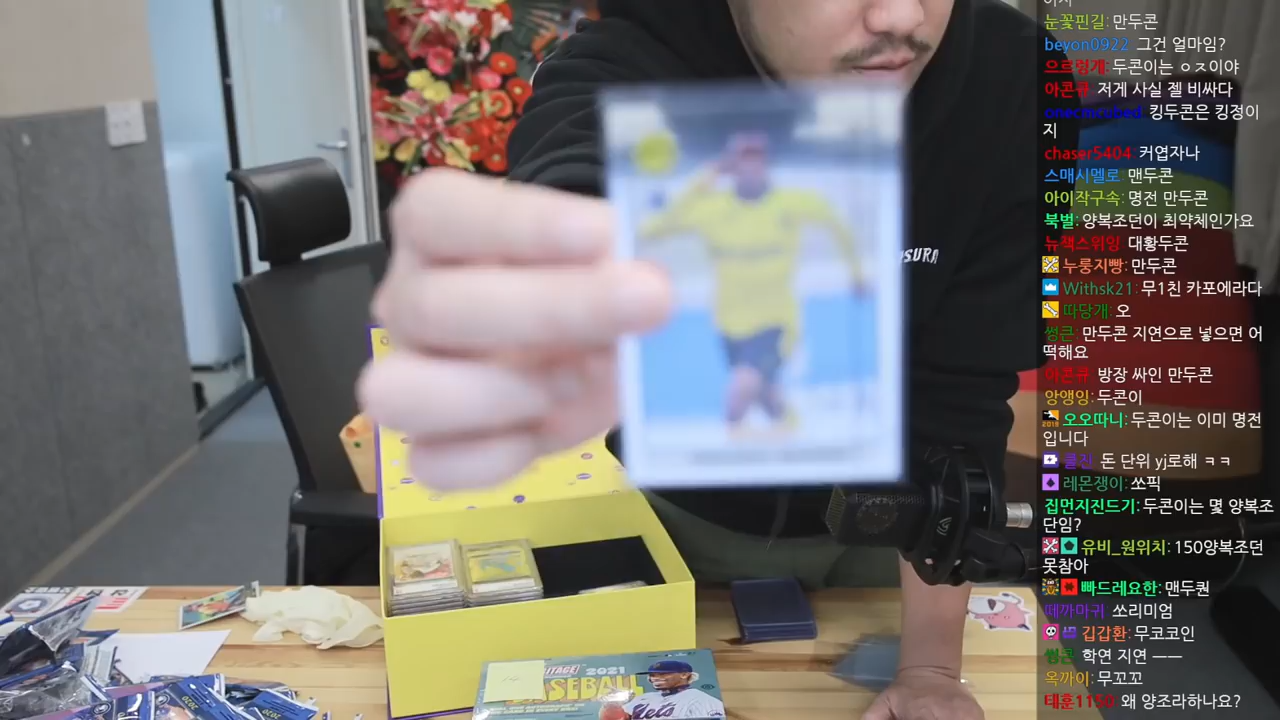 눈꽃핀길: 만두콘
beyon0922: 그건 얼마임?
으르렁개: 두콘이는 ㅇㅈ이야
아콘큐: 저게 사실 젤 비싸다
onecmcubed: 킹두콘은 킹정이
지
chaser5404: 커엽자나
스매시멜로: 맨두콘
아이작구속: 명전 만두콘
북벌: 양복조던이 최약체인가요
뉴잭스위잉: 대황두콘
누룽지빵: 만두콘
Withsk21: 무1친 카포에라다
따당개: 오
썽큰: 만두콘 지연으로 넣으면 어
떡해요
아콘큐: 방장 싸인 만두콘
앙앵잉: 두콘이
오오따니: 두콘이는 이미 명전
입니다
콜진: 돈 단위 yj로해 ㅋㅋ
레몬쟁이: 쏘픽
집먼지진드기: 두콘이는 몇 양복조
단임?
유비_원위치: 150양복조던
못참아
빠드레요한: 맨두퀀
떼까마귀: 쏘리미엄
김갑환: 무코코인
썽큰: 학연 지연 ㅡㅡ
옥까이: 무꼬꼬
태훈1150: 왜 양조라하나요?
SURA
2021
BASEBALL
Mets